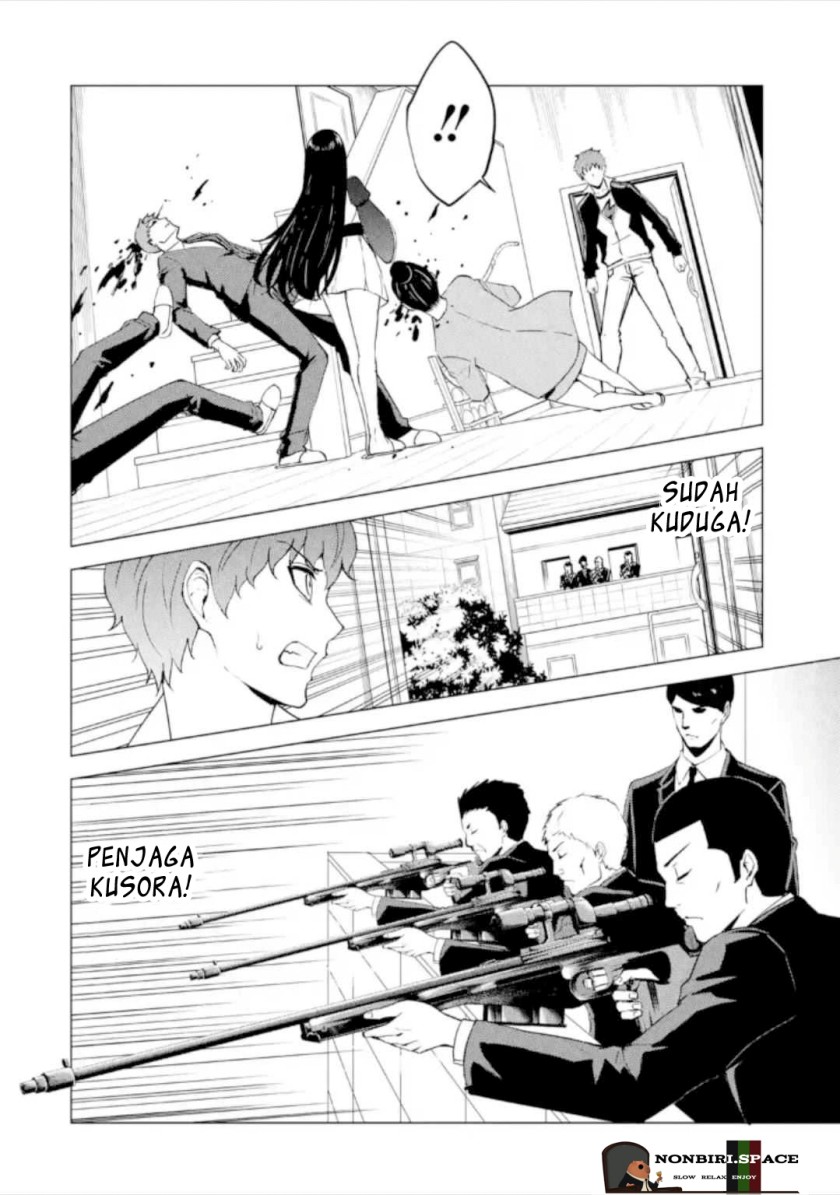 !!
SUDAH
KUDUGA!
PENJAGA
KUSORA!
NONBIRI.SPACE
SLOW RELAX ENJOY